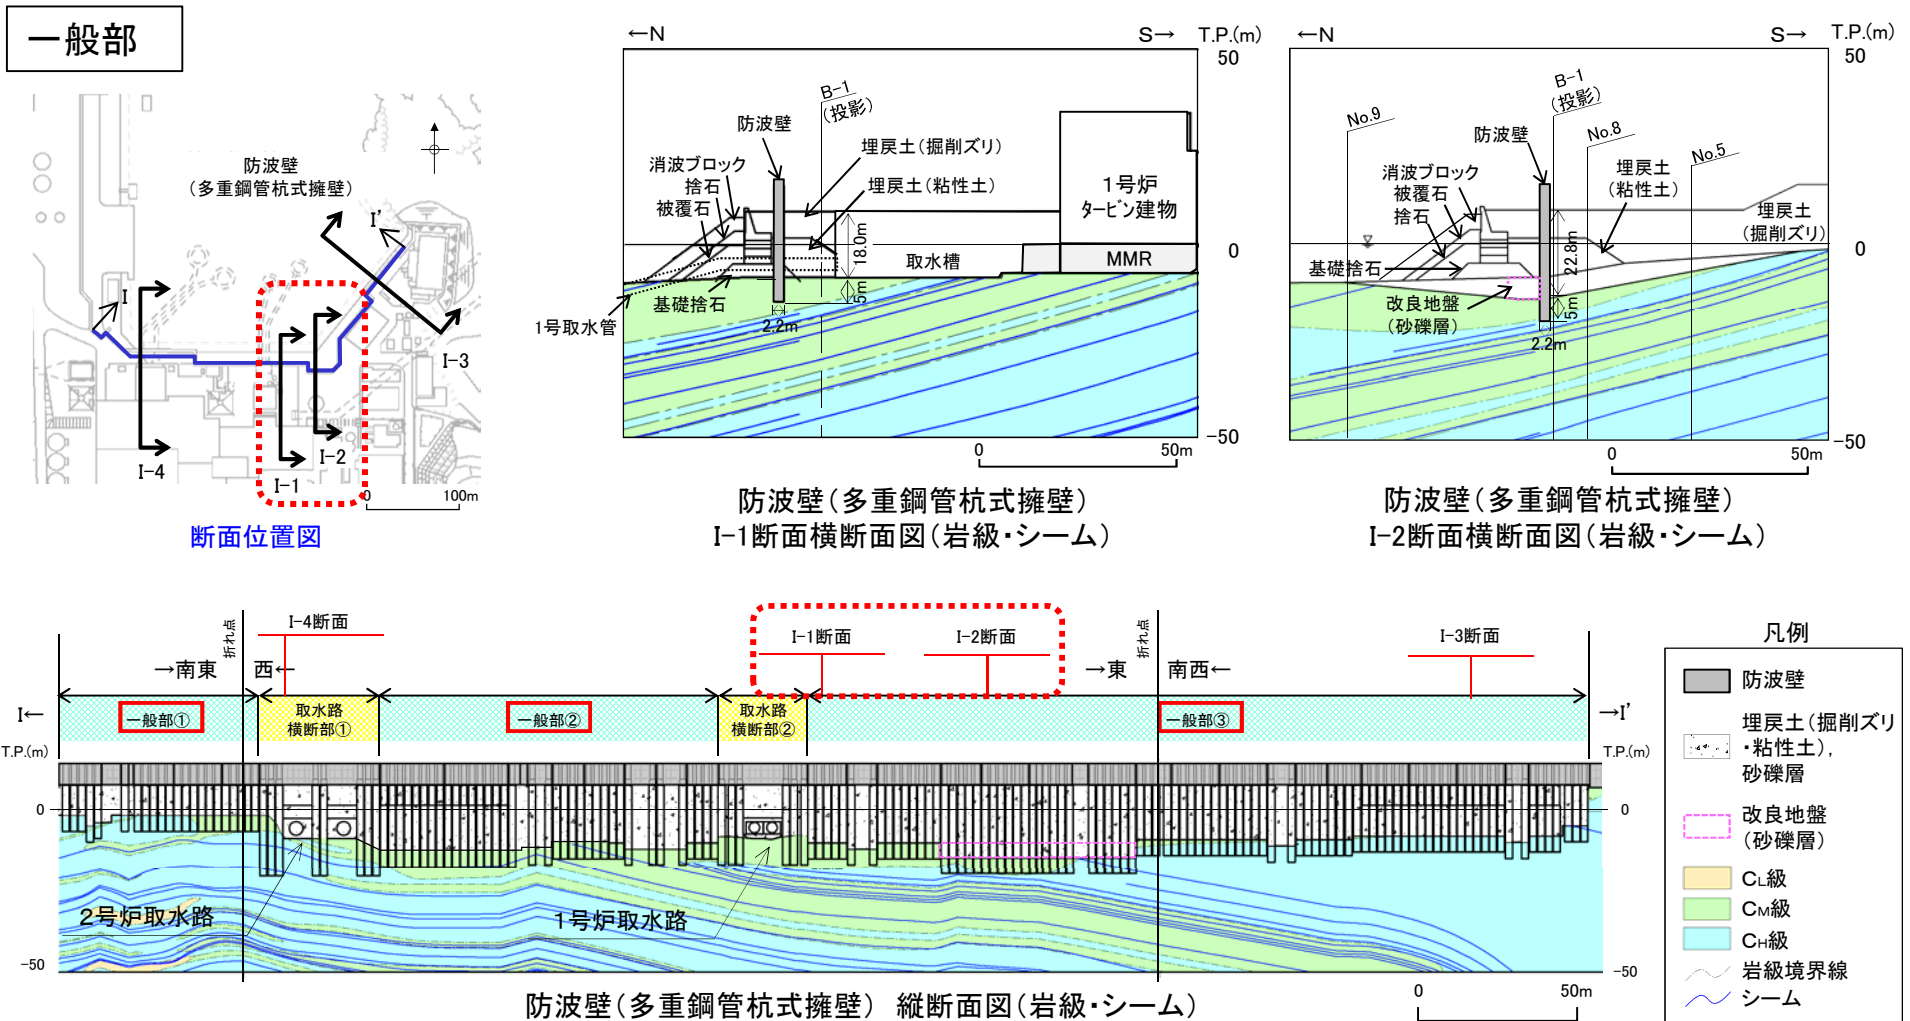 一般部
防波壁
(多重鋼管杭式擁壁)
I'
I
I-3
I-4
I-2
I-1
0
100m
断面位置図
←N
S→
T.P.(m)
50
B-1
(投影)
防波壁
埋戻土(掘削ズリ)
消波ブロック
捨石
被覆石
埋戻土(粘性土)
1号炉
タービン建物
18.0m
0
取水槽
MMR
基礎捨石
5m
1号取水管
2.2m
-50
0
50m
防波壁(多重鋼管杭式擁壁)
I-1断面横断面図(岩級・シーム)
←N
S→
T.P.(m)
50
B-1
(投影)
No.9
No.8
防波壁
No.5
消波ブロック
被覆石
捨石
埋戻土
(粘性土)
埋戻土
(掘削ズリ)
0
22.8m
基礎捨石
改良地盤
(砂礫層)
5m
2.2m
-50
0
50m
防波壁(多重鋼管杭式擁壁)
I-2断面横断面図(岩級・シーム)
折れ点
I-4断面
I-1断面
I-2断面
折れ点
I-3断面
→南東
西←
→東
南西←
I←
一般部①
取水路
横断部①
一般部②
取水路
横断部②
一般部③
→I'
T.P.(m)
T.P.(m)
0
0
2号炉取水路
1号炉取水路
-50
-50
防波壁(多重鋼管杭式擁壁) 縦断面図(岩級・シーム)
0
50m
凡例
防波壁
埋戻土(掘削ズリ
・粘性土),
砂礫層
改良地盤
(砂礫層)
CL級
CM級
CH級
岩級境界線
シーム